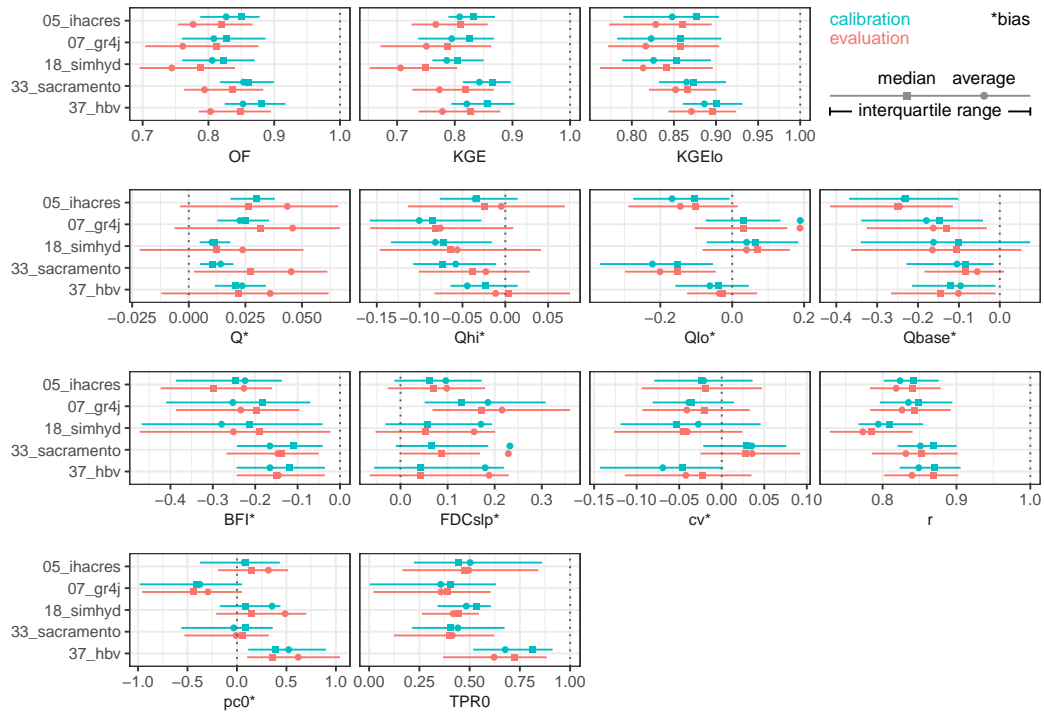 05_ihacres
07_gr4j
18_simhyd
33_sacramento
37_hbv
0.7 0.8 0.9 1.0
OF
0.7 0.8 0.9 1.0
KGE
0.80 0.85 0.90 0.95 1.00
KGElo
calibration *bias
evaluation
median average
interquartile range
05_ihacres
07_gr4j
18_simhyd
33_sacramento
37_hbv
−0.025 0.000 0.025 0.050
Q*
−0.15 −0.10 −0.05 0.00 0.05
Qhi*
−0.2 0.0 0.2
Qlo*
−0.4 −0.3 −0.2 −0.1 0.0
Qbase*
05_ihacres
07_gr4j
18_simhyd
33_sacramento
37_hbv
−0.4 −0.3 −0.2 −0.1 0.0
BFI*
0.0 0.1 0.2 0.3
FDCslp*
−0.15 −0.10 −0.05 0.00 0.05 0.10
cv*
0.8 0.9 1.0
r
05_ihacres
07_gr4j
18_simhyd
33_sacramento
37_hbv
−1.0 −0.5 0.0 0.5 1.0
pc0*
0.00 0.25 0.50 0.75 1.00
TPR0